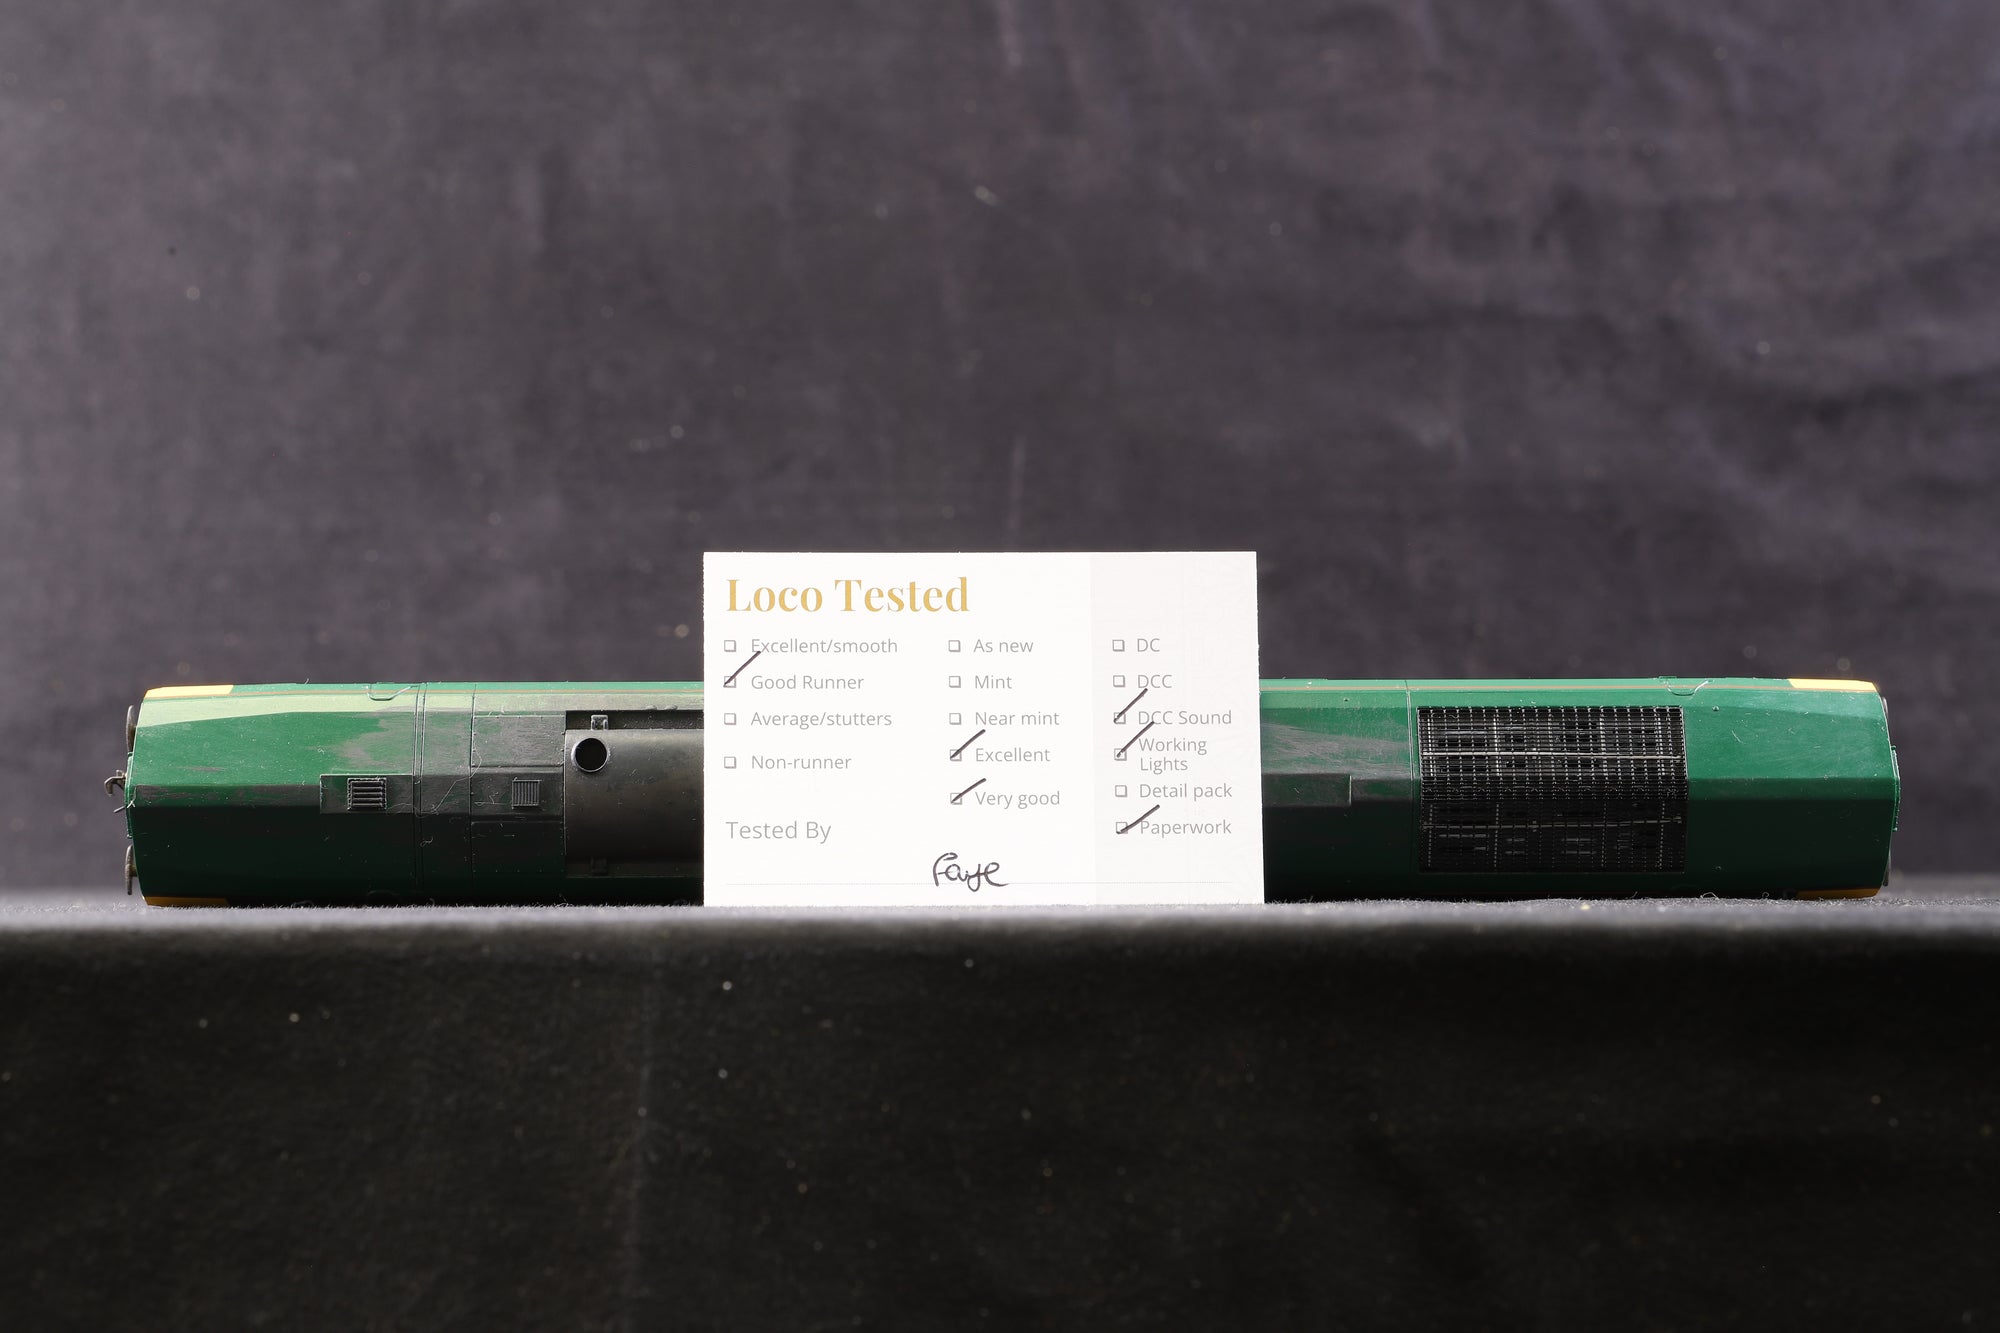 Loco Tested
Excellent/smooth
Good Runner
Average/stutters
Non-runner
As new
Mint
Near mint
Excellent
Very good
DC
DCC
DCC Sound
Working
Lights
Detail pack
Paperwork
Tested By
Faye